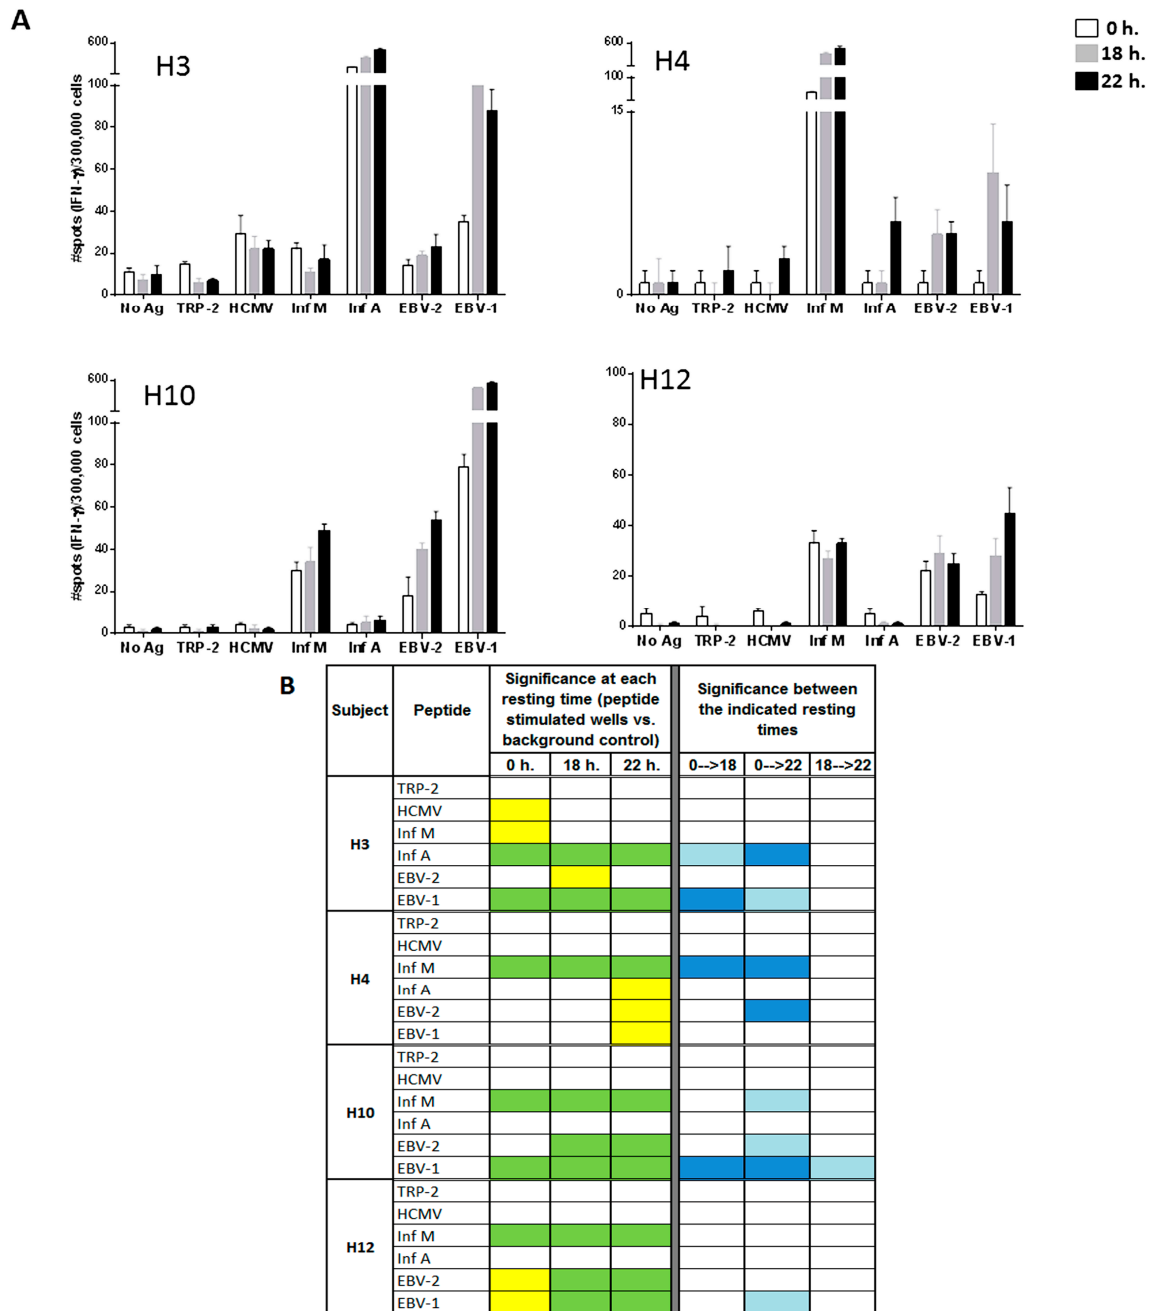 A
0 h.
18 h.
22 h.
H3
#spots (IFN-γ)/300,000 cells
600
100
80
60
40
20
0
No Ag TRP-2 HCMV Inf M Inf A EBV-2 EBV-1
H4
600
100
15
0
No Ag TRP-2 HCMV Inf M Inf A EBV-2 EBV-1
H10
#spots (IFN-γ)/300,000 cells
600
100
80
60
40
20
0
No Ag TRP-2 HCMV Inf M Inf A EBV-2 EBV-1
H12
100
80
60
40
20
0
No Ag TRP-2 HCMV Inf M Inf A EBV-2 EBV-1
B
Subject
Peptide
Significance at each
resting time (peptide
stimulated wells vs.
background control)
Significance between
the indicated resting
times
0 h. 18 h. 22 h. 0-->18 0-->22 18-->22
H3
TRP-2
HCMV
Inf M
Inf A
EBV-2
EBV-1
H4
TRP-2
HCMV
Inf M
Inf A
EBV-2
EBV-1
H10
TRP-2
HCMV
Inf M
Inf A
EBV-2
EBV-1
H12
TRP-2
HCMV
Inf M
Inf A
EBV-2
EBV-1